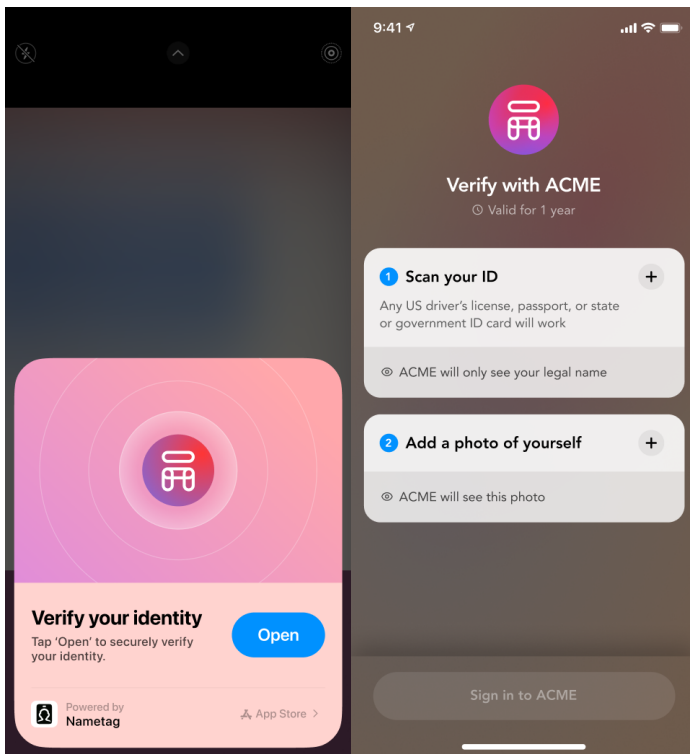 Verify your identity
Tap ‘Open’ to securely verify
your identity.
Open
Powered by
Nametag
App Store
9:41
Verify with ACME
Valid for 1 year
1 Scan your ID
Any US driver’s license, passport, or state
or government ID card will work
ACME will only see your legal name
2 Add a photo of yourself
ACME will see this photo
Sign in to ACME